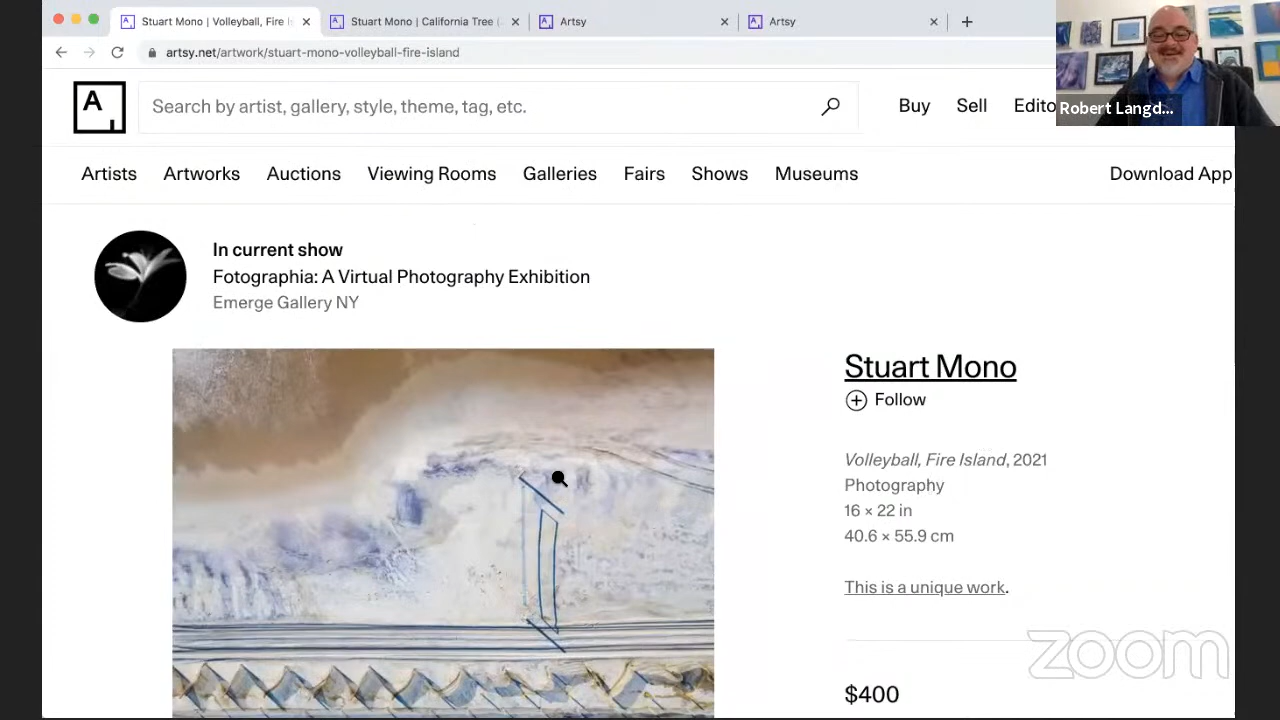 Stuart Mono | Volleyball, Fire Is
Stuart Mono | California Tree (
Artsy
Artsy
artsy.net/artwork/stuart-mono-volleyball-fire-island
Robert Langd...
A
Search by artist, gallery, style, theme, tag, etc.
Buy
Sell
Edito
Artists
Artworks
Auctions
Viewing Rooms
Galleries
Fairs
Shows
Museums
Download App
In current show
Fotographia: A Virtual Photography Exhibition
Emerge Gallery NY
Stuart Mono
Follow
Volleyball, Fire Island, 2021
Photography
16 × 22 in
40.6 × 55.9 cm
This is a unique work.
zoom
$400